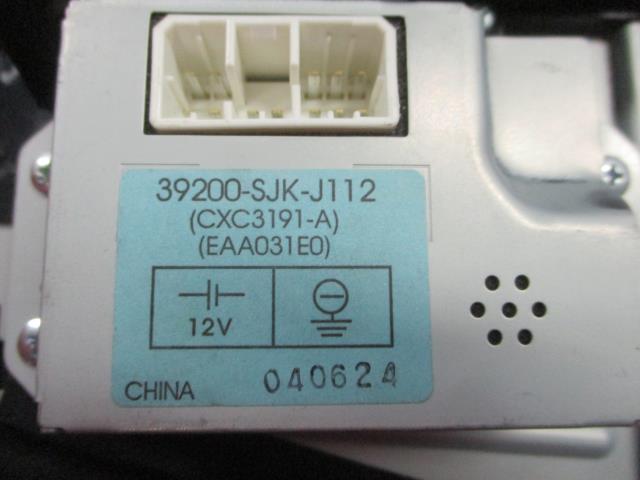 39200-SJK-J112
(CXC3191-A)
(EAA031E0)
12V
CHINA 040624